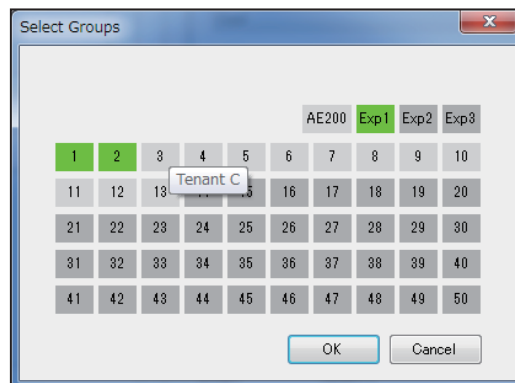 Select Groups
AE200 Exp1 Exp2 Exp3
1 2 3 4 5 6 7 8 9 10
Tenant C
11 12 13 15 16 17 18 19 20
21 22 23 24 25 26 27 28 29 30
31 32 33 34 35 36 37 38 39 40
41 42 43 44 45 46 47 48 49 50
OK Cancel